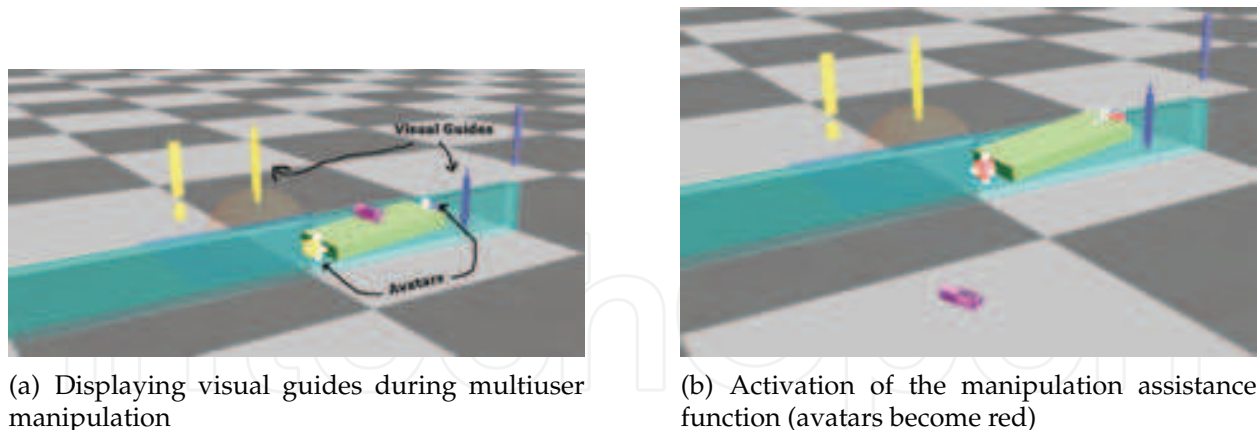 Visual Guides
Avatars
(a) Displaying visual guides during multiuser
manipulation
(b) Activation of the manipulation assistance
function (avatars become red)